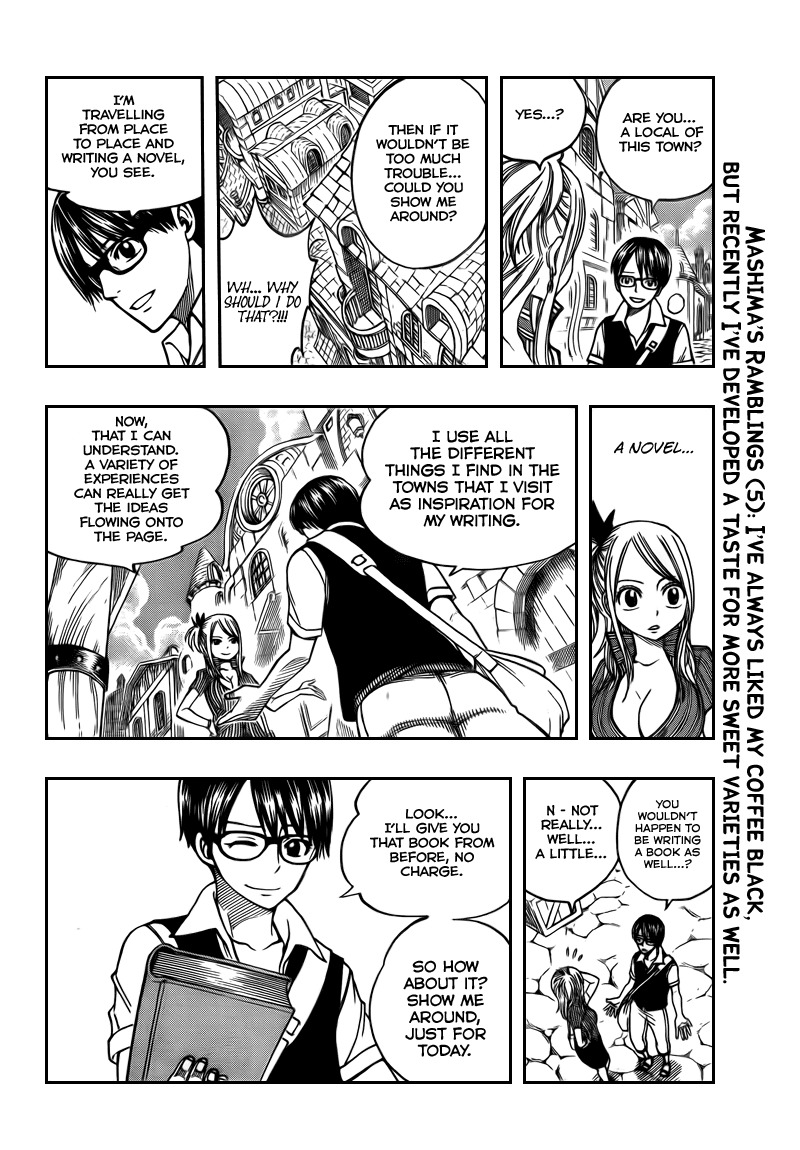 ARE YOU...
A LOCAL OF
THIS TOWN?
YES...?
THEN IF IT
WOULDN'T BE
TOO MUCH
TROUBLE...
COULD YOU
SHOW ME
AROUND?
WH... WHY
SHOULD I DO
THAT?!!!
I'M
TRAVELLING
FROM PLACE
TO PLACE AND
WRITING A NOVEL,
YOU SEE.
A NOVEL...
I USE ALL
THE DIFFERENT
THINGS I FIND IN THE
TOWNS THAT I VISIT
AS INSPIRATION FOR
MY WRITING.
NOW,
THAT I CAN
UNDERSTAND.
A VARIETY OF
EXPERIENCES
CAN REALLY GET
THE IDEAS
FLOWING ONTO
THE PAGE.
YOU
WOULDN'T
HAPPEN TO
BE WRITING
A BOOK AS
WELL...?
N - NOT
REALLY...
WELL...
A LITTLE...
LOOK...
I'LL GIVE YOU
THAT BOOK FROM
BEFORE, NO
CHARGE.
SO HOW
ABOUT IT?
SHOW ME
AROUND,
JUST FOR
TODAY.
MASHIMA'S RAMBLINGS (5): I'VE ALWAYS LIKED MY COFFEE BLACK,
BUT RECENTLY I'VE DEVELOPED A TASTE FOR MORE SWEET VARIETIES AS WELL.